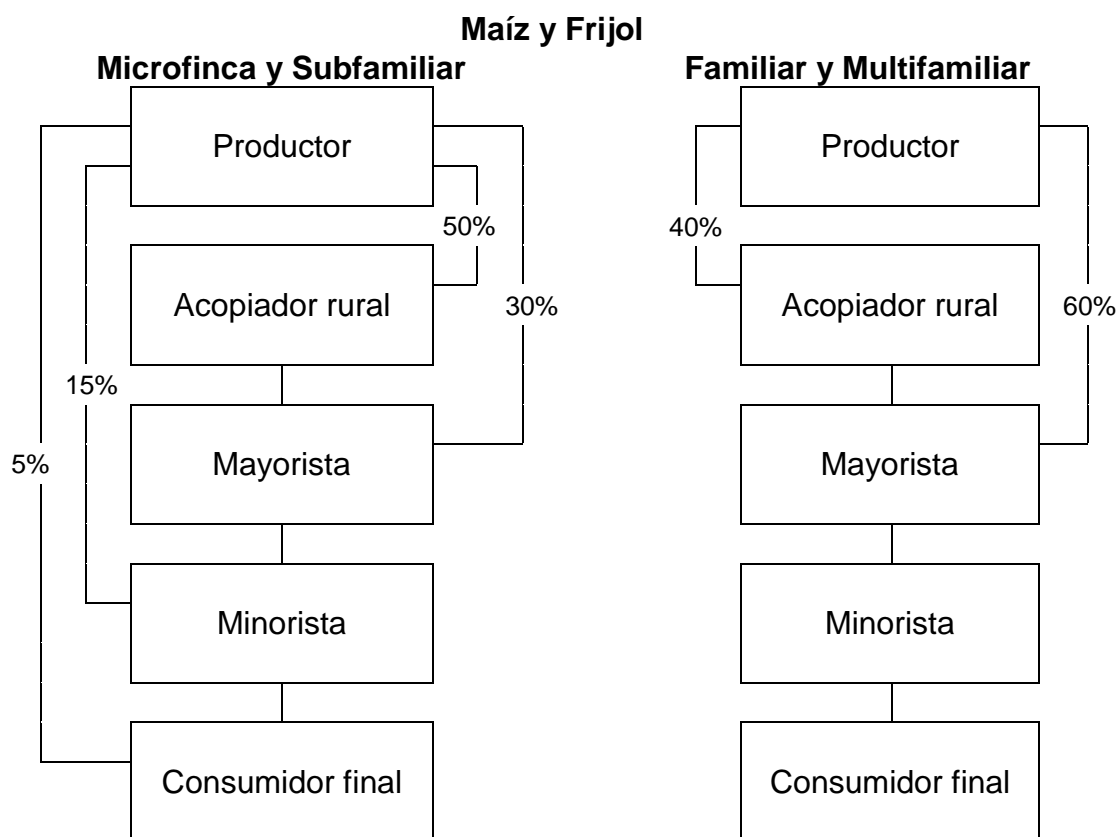 Maíz y Frijol
Microfinca y Subfamiliar
Familiar y Multifamiliar
Productor
Productor
50%
40%
Acopiador rural
Acopiador rural
30%
60%
15%
Mayorista
Mayorista
5%
Minorista
Minorista
Consumidor final
Consumidor final